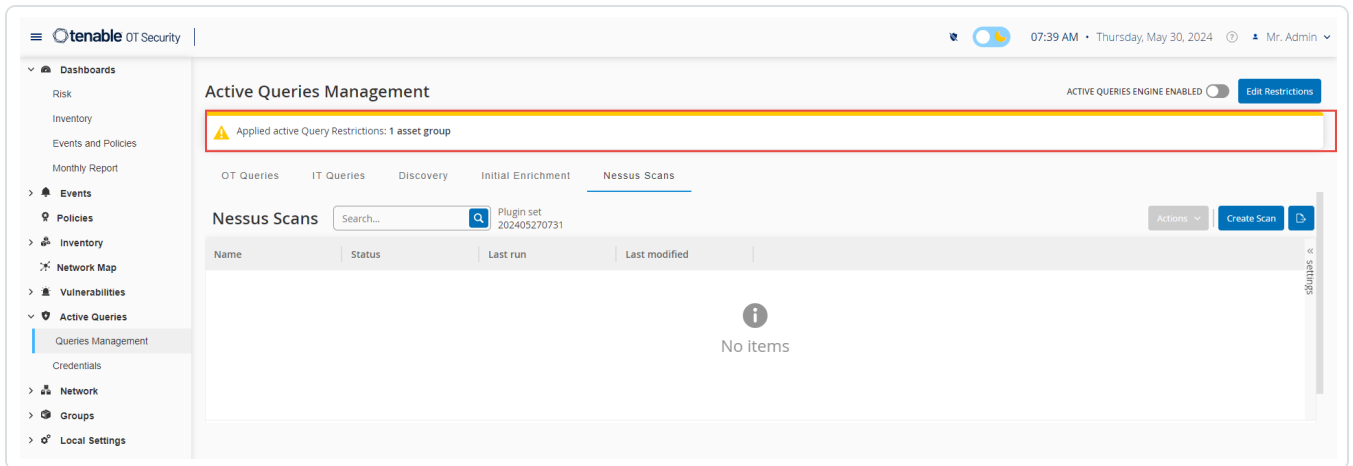 tenable OT Security
07:39 AM • Thursday, May 30, 2024
Mr. Admin
Dashboards
Risk
Inventory
Events and Policies
Monthly Report
Events
Policies
Inventory
Network Map
Vulnerabilities
Active Queries
Queries Management
Credentials
Network
Groups
Local Settings
Active Queries Management
ACTIVE QUERIES ENGINE ENABLED
Edit Restrictions
Applied active Query Restrictions: 1 asset group
OT Queries IT Queries Discovery Initial Enrichment Nessus Scans
Nessus Scans
Search...
Plugin set
202405270731
Actions
Create Scan
Name Status Last run Last modified
settings
No items